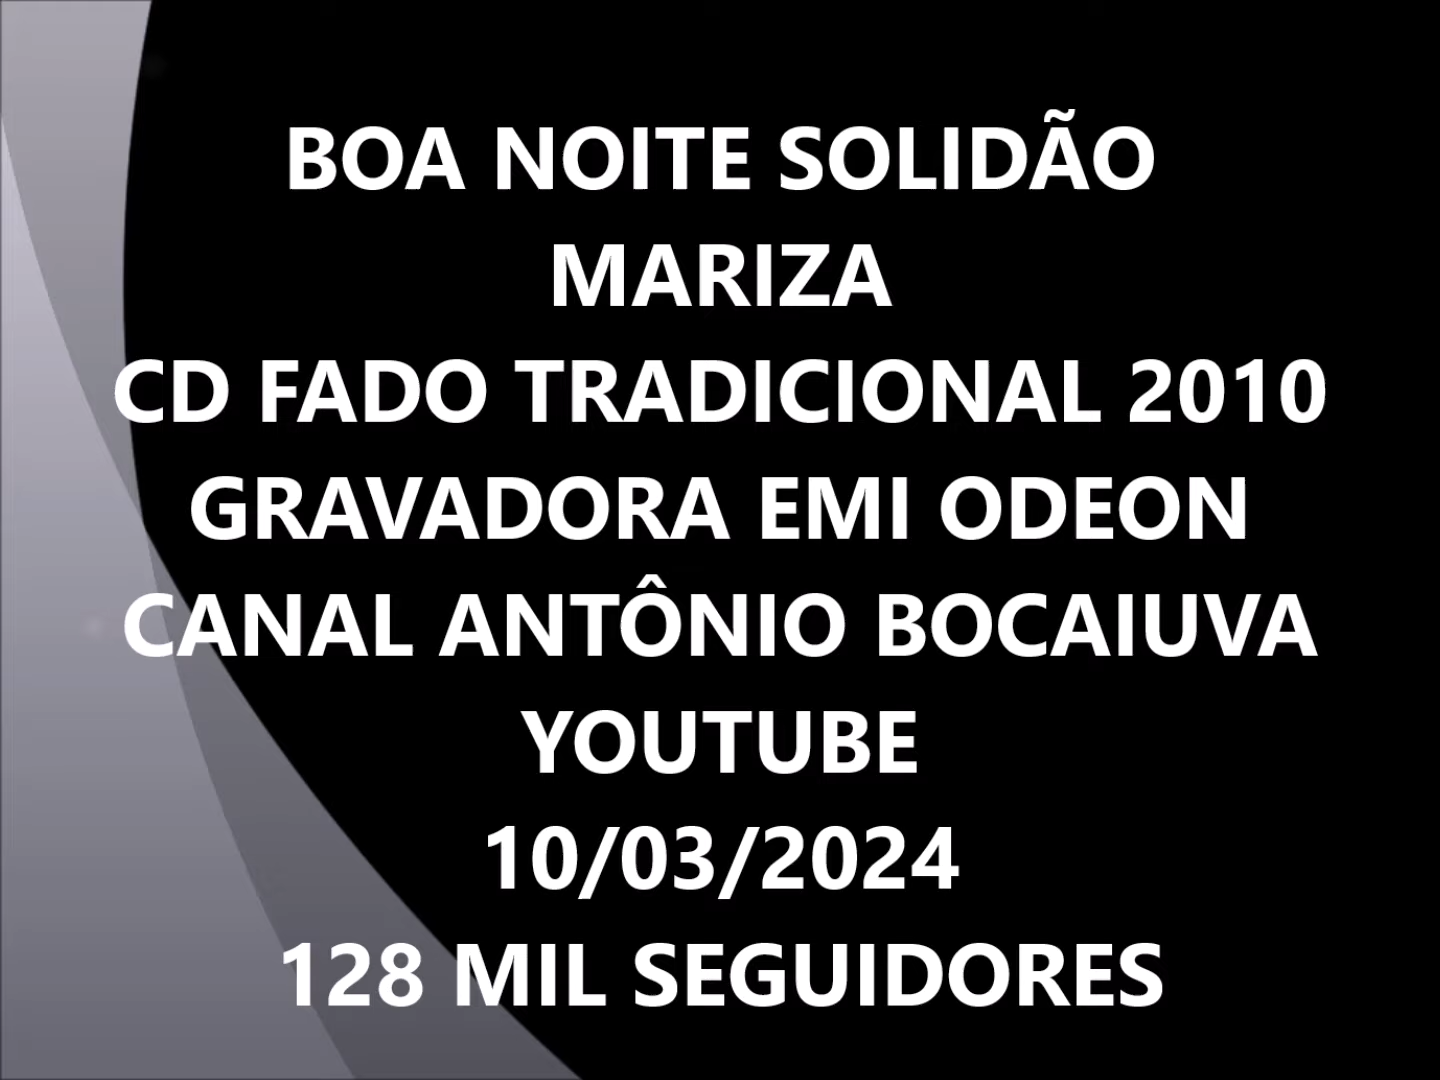 BOA NOITE SOLIDÃO
MARIZA
CD FADO TRADICIONAL 2010
GRAVADORA EMI ODEON
CANAL ANTÔNIO BOCAIUVA
YOUTUBE
10/03/2024
128 MIL SEGUIDORES